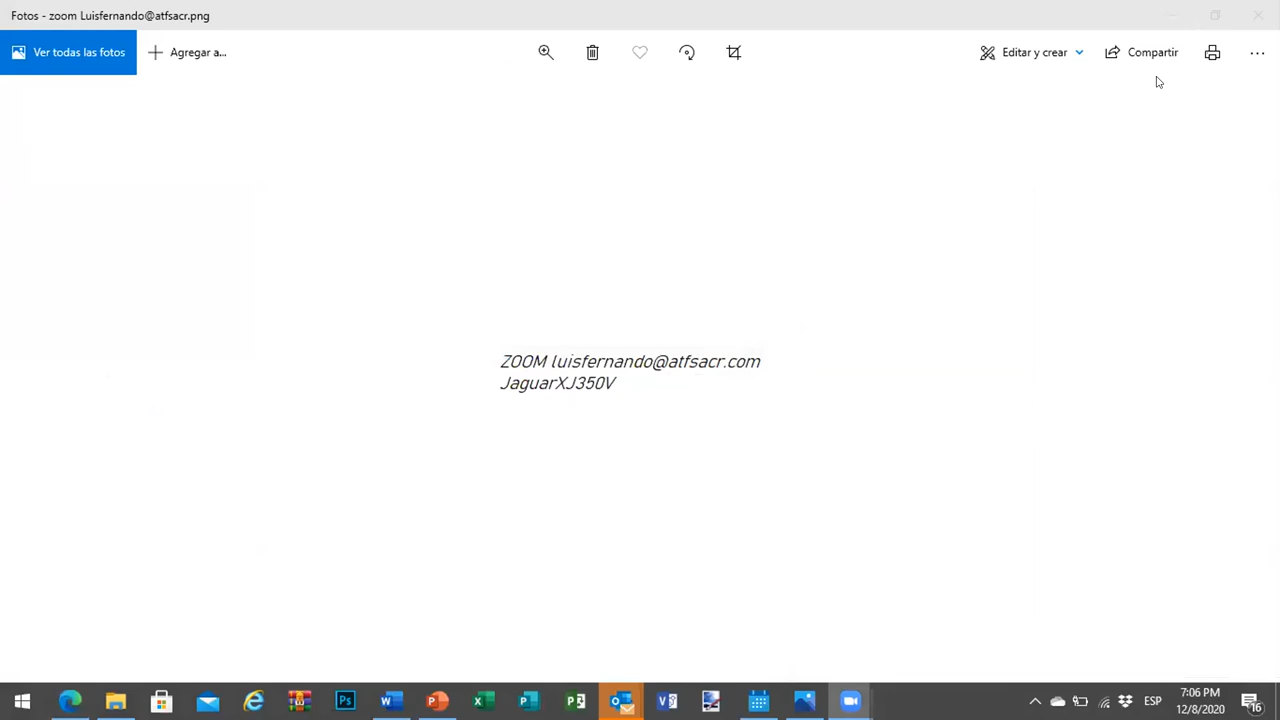 Fotos - zoom Luisfernando@atfsacr.png
Ver todas las fotos
Agregar a...
Editar y crear
Compartir
ZOOM luisfernando@atfsacr.com
JaguarXJ350V
ESP
7:06 PM
12/8/2020
16